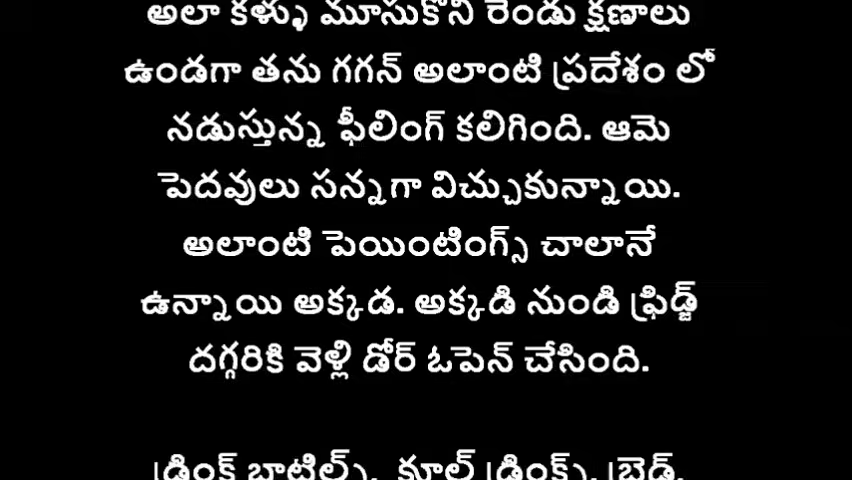 అలా కళ్ళు మూసుకొని రెండు క్షణాలు
ఉండగా తను గగన్ అలాంటి ప్రదేశం లో
నడుస్తున్న ఫీలింగ్ కలిగింది. ఆమె
పెదవులు సన్నగా విచ్చుకున్నాయి.
అలాంటి పెయింటింగ్స్ చాలానే
ఉన్నాయి అక్కడ. అక్కడి నుండి ఫ్రిడ్జ్
దగ్గరికి వెళ్లి డోర్ ఓపెన్ చేసింది.
డ్రింక్ బాటిల్స్, కూల్ డ్రింక్స్, బ్రెడ్,